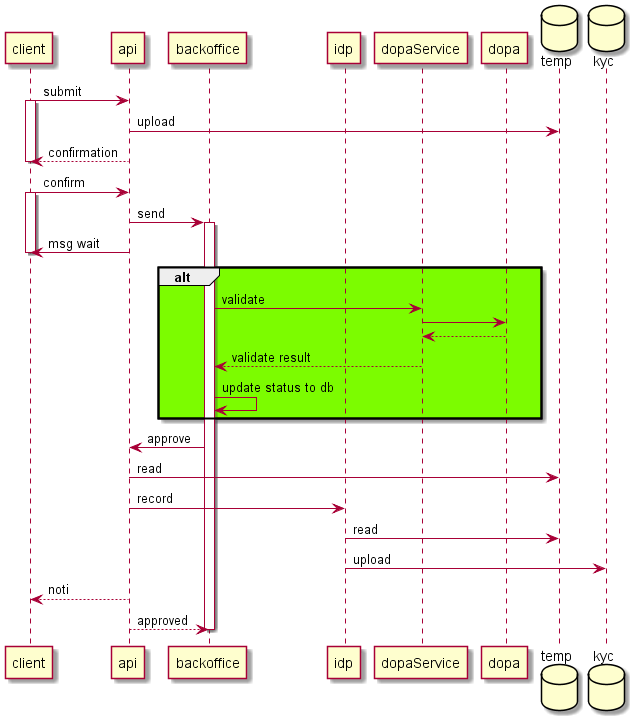 client api backoffice idp dopaService dopa temp kyc
submit
upload
confirmation
confirm
send
msg wait
alt
validate
validate result
update status to db
approve
read
record
read
upload
noti
approved
client api backoffice idp dopaService dopa temp kyc